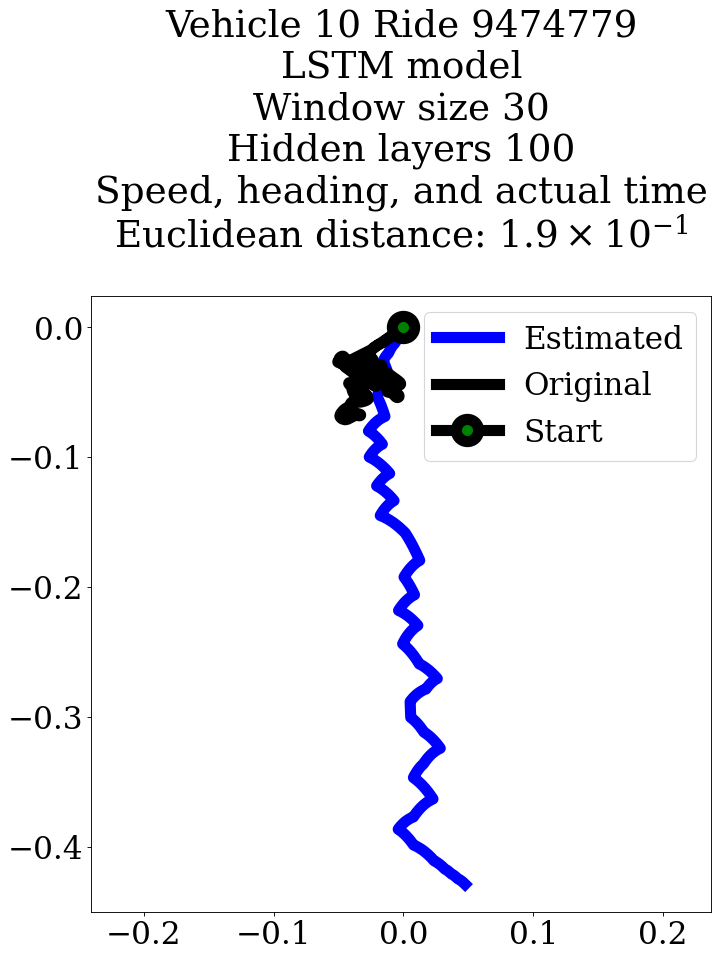 Vehicle 10 Ride 9474779
LSTM model
Window size 30
Hidden layers 100
Speed, heading, and actual time
Euclidean distance: 1.9 × 10⁻¹
Estimated
Original
Start
0.0
−0.1
−0.2
−0.3
−0.4
−0.2 −0.1 0.0 0.1 0.2